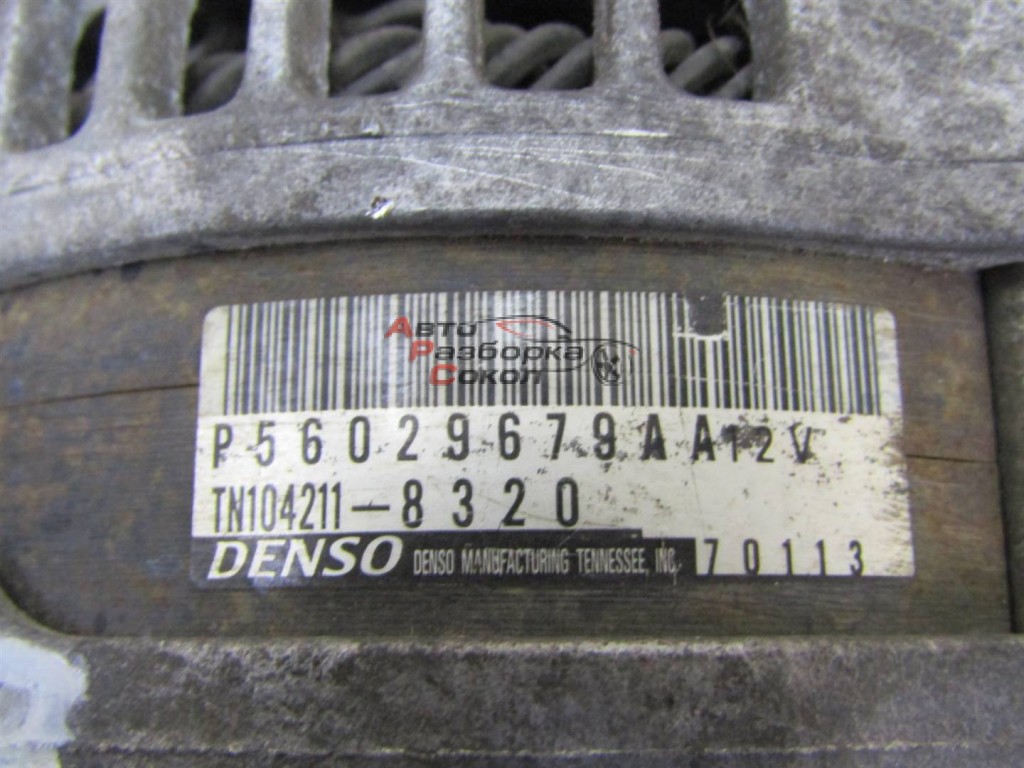 Авто
Разборка
Сокол
P56029679AA12V
TN104211-8320
DENSO DENSO MANUFACTURING TENNESSEE, INC. 70113